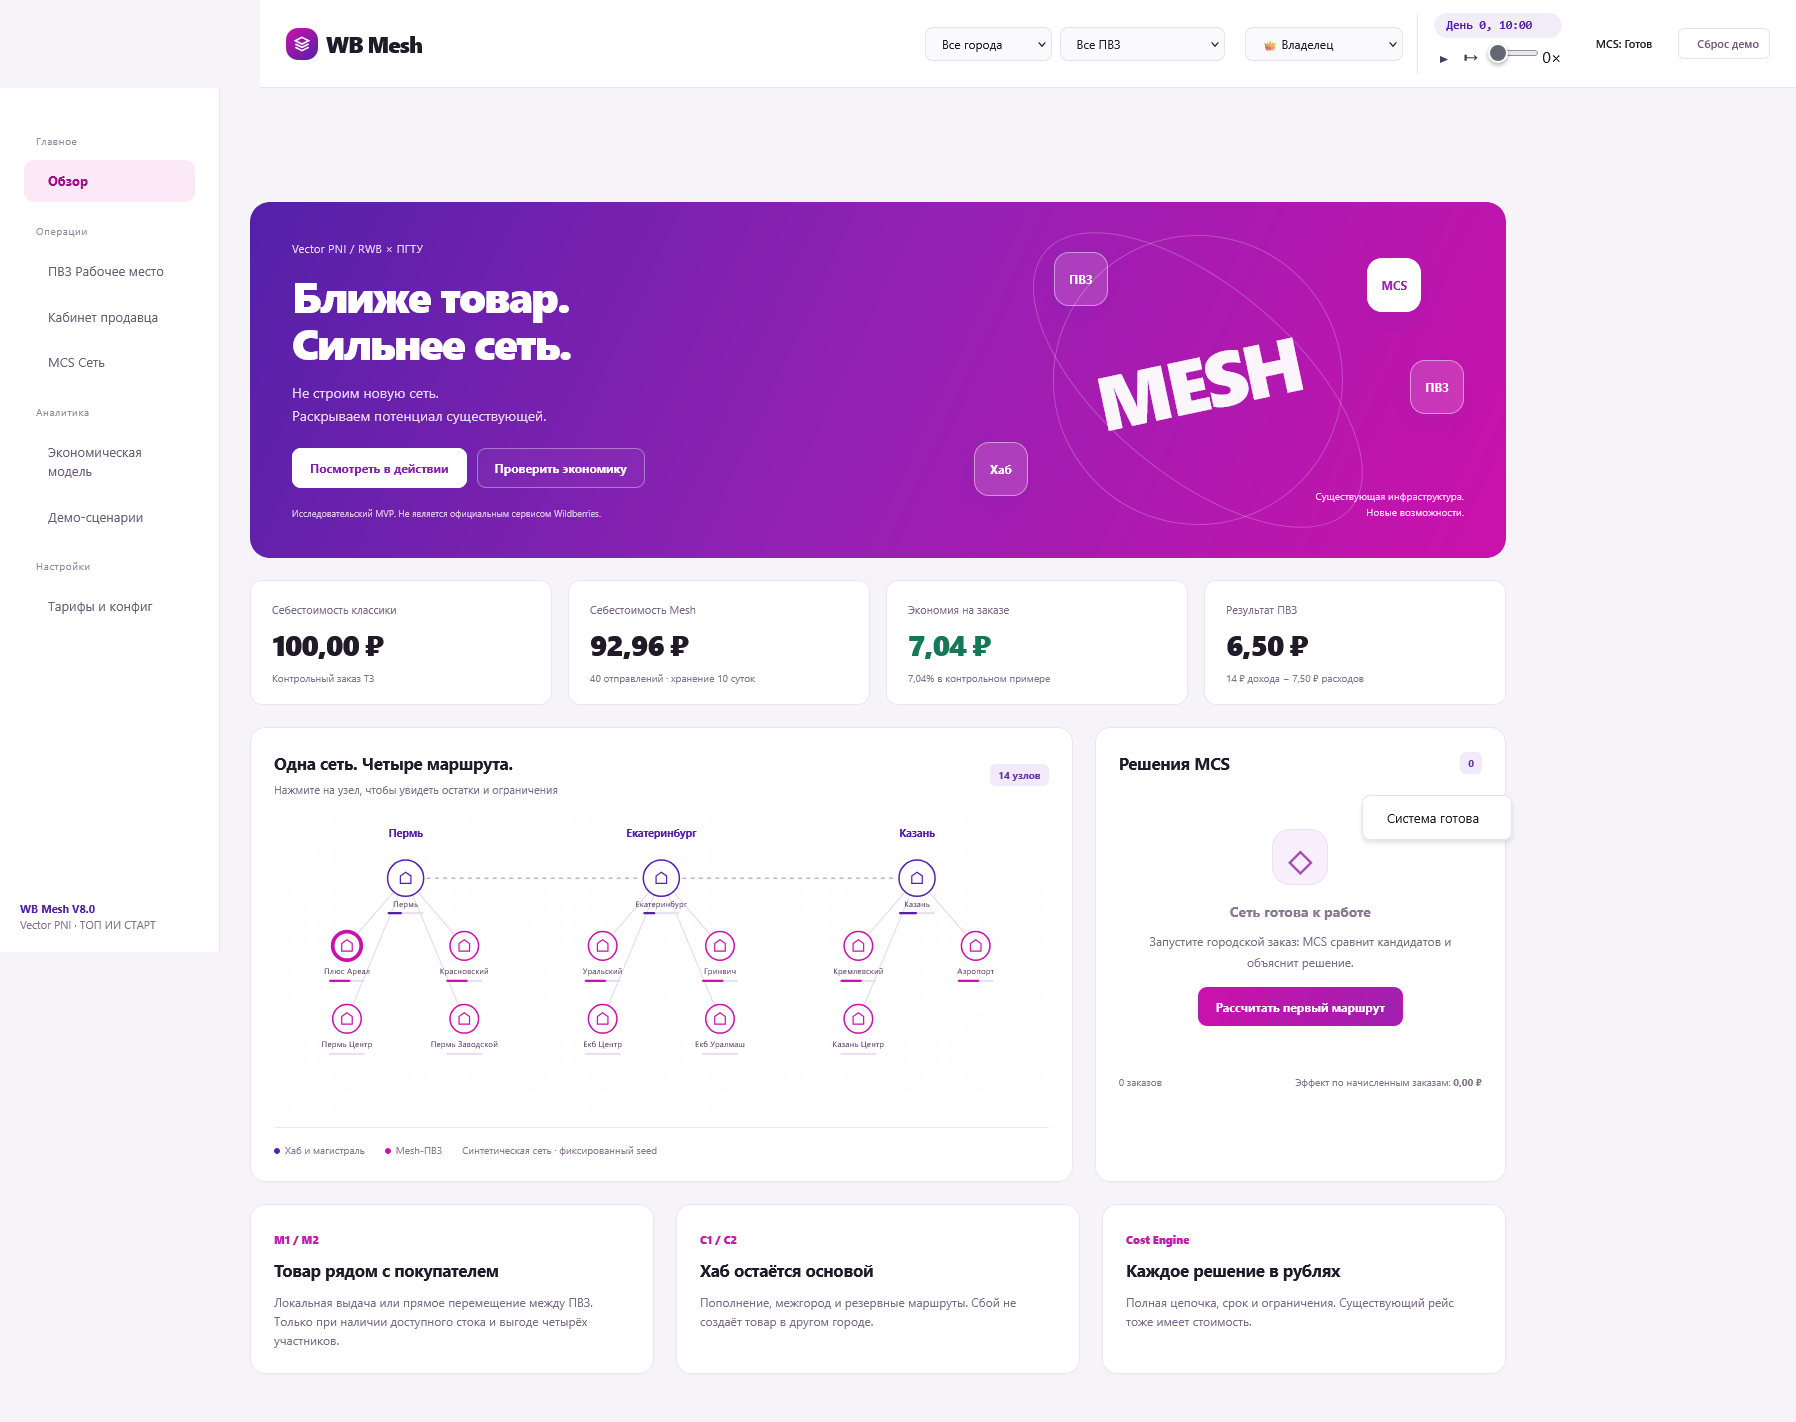 WB Mesh
Все города
Все ПВЗ
Владелец
День 0, 10:00
0×
MCS: Готов
Сброс демо
Главное
Обзор
Операции
ПВЗ Рабочее место
Кабинет продавца
MCS Сеть
Аналитика
Экономическая
модель
Демо-сценарии
Настройки
Тарифы и конфиг
WB Mesh V8.0
Vector PNI · ТОП ИИ СТАРТ
Vector PNI / RWB × ПГТУ
Ближе товар.
Сильнее сеть.
Не строим новую сеть.
Раскрываем потенциал существующей.
Посмотреть в действии
Проверить экономику
Исследовательский MVP. Не является официальным сервисом Wildberries.
ПВЗ
MCS
MESH
ПВЗ
Хаб
Существующая инфраструктура.
Новые возможности.
Себестоимость классики
100,00 ₽
Контрольный заказ ТЗ
Себестоимость Mesh
92,96 ₽
40 отправлений · хранение 10 суток
Экономия на заказе
7,04 ₽
7,04% в контрольном примере
Результат ПВЗ
6,50 ₽
14 ₽ дохода − 7,50 ₽ расходов
Одна сеть. Четыре маршрута.
Нажмите на узел, чтобы увидеть остатки и ограничения
14 узлов
Пермь
Екатеринбург
Казань
Пермь
Екатеринбург
Казань
Плюс Ареал
Красновский
Уральский
Гринвич
Кремлевский
Аэропорт
Пермь Центр
Пермь Заводской
Екб Центр
Екб Уралмаш
Казань Центр
Хаб и магистраль
Mesh-ПВЗ
Синтетическая сеть · фиксированный seed
Решения MCS
0
Система готова
Сеть готова к работе
Запустите городской заказ: MCS сравнит кандидатов и
объяснит решение.
Рассчитать первый маршрут
0 заказов
Эффект по начисленным заказам: 0,00 ₽
M1 / M2
Товар рядом с покупателем
Локальная выдача или прямое перемещение между ПВЗ.
Только при наличии доступного стока и выгоде четырёх
участников.
C1 / C2
Хаб остаётся основой
Пополнение, межгород и резервные маршруты. Сбой не
создаёт товар в другом городе.
Cost Engine
Каждое решение в рублях
Полная цепочка, срок и ограничения. Существующий рейс
тоже имеет стоимость.